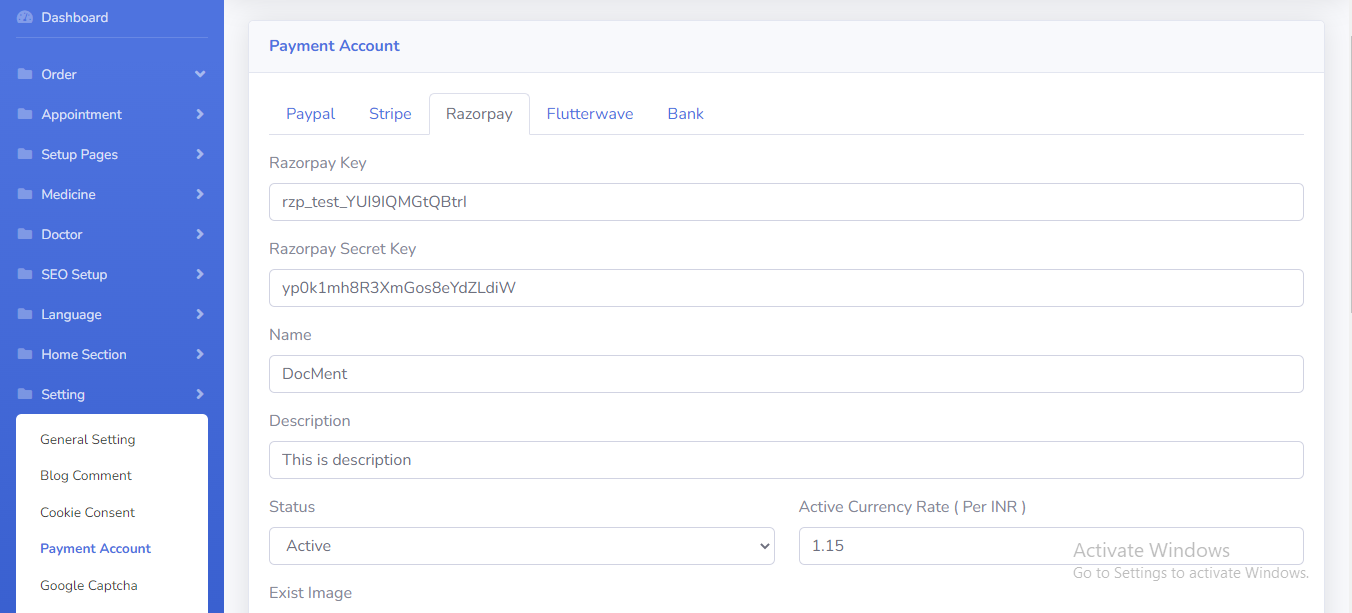 Dashboard
Order
Appointment
Setup Pages
Medicine
Doctor
SEO Setup
Language
Home Section
Setting
General Setting
Blog Comment
Cookie Consent
Payment Account
Google Captcha
Payment Account
Paypal Stripe Razorpay Flutterwave Bank
Razorpay Key
rzp_test_YUI9IQMGtQBtrI
Razorpay Secret Key
yp0k1mh8R3XmGos8eYdZLdiW
Name
DocMent
Description
This is description
Status
Active
Active Currency Rate ( Per INR )
1.15
Exist Image
Activate Windows
Go to Settings to activate Windows.